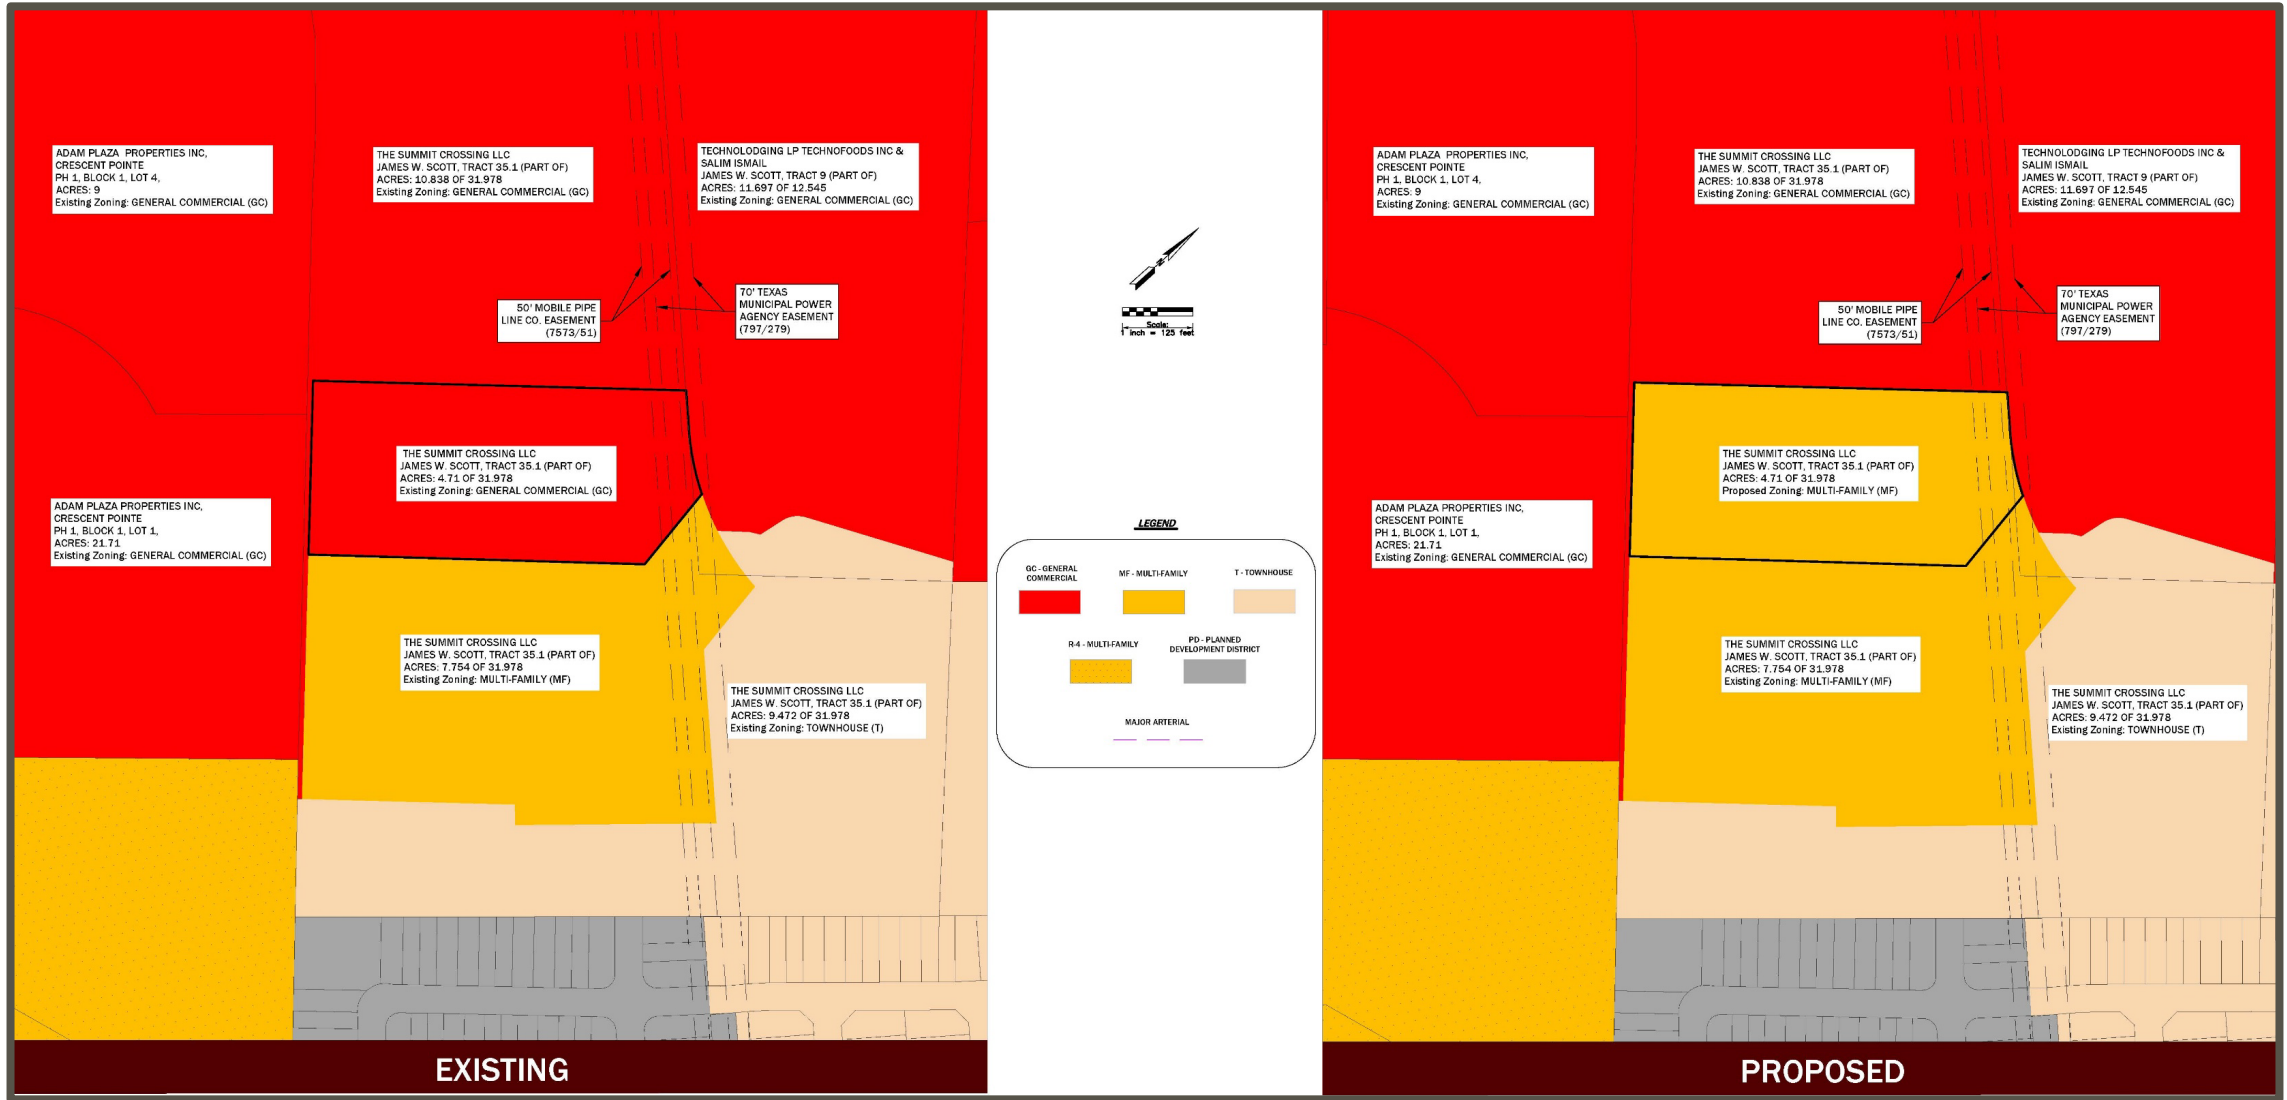 ADAM PLAZA PROPERTIES INC,
CRESCENT POINTE
PH 1, BLOCK 1, LOT 4,
ACRES: 9
Existing Zoning: GENERAL COMMERCIAL (GC)
THE SUMMIT CROSSING LLC
JAMES W. SCOTT, TRACT 35.1 (PART OF)
ACRES: 10.838 OF 31.978
Existing Zoning: GENERAL COMMERCIAL (GC)
TECHNOLODGING LP TECHNOFOODS INC &
SALIM ISMAIL
JAMES W. SCOTT, TRACT 9 (PART OF)
ACRES: 11.697 OF 12.545
Existing Zoning: GENERAL COMMERCIAL (GC)
50' MOBILE PIPE
LINE CO. EASEMENT
(7573/51)
70' TEXAS
MUNICIPAL POWER
AGENCY EASEMENT
(797/279)
THE SUMMIT CROSSING LLC
JAMES W. SCOTT, TRACT 35.1 (PART OF)
ACRES: 4.71 OF 31.978
Existing Zoning: GENERAL COMMERCIAL (GC)
ADAM PLAZA PROPERTIES INC,
CRESCENT POINTE
PH 1, BLOCK 1, LOT 1,
ACRES: 21.71
Existing Zoning: GENERAL COMMERCIAL (GC)
THE SUMMIT CROSSING LLC
JAMES W. SCOTT, TRACT 35.1 (PART OF)
ACRES: 7.754 OF 31.978
Existing Zoning: MULTI-FAMILY (MF)
THE SUMMIT CROSSING LLC
JAMES W. SCOTT, TRACT 35.1 (PART OF)
ACRES: 9.472 OF 31.978
Existing Zoning: TOWNHOUSE (T)
EXISTING
N
Scale:
1 inch = 125 feet
LEGEND
GC - GENERAL
COMMERCIAL
MF - MULTI-FAMILY
T - TOWNHOUSE
R-4 - MULTI-FAMILY
PD - PLANNED
DEVELOPMENT DISTRICT
MAJOR ARTERIAL
ADAM PLAZA PROPERTIES INC,
CRESCENT POINTE
PH 1, BLOCK 1, LOT 4,
ACRES: 9
Existing Zoning: GENERAL COMMERCIAL (GC)
THE SUMMIT CROSSING LLC
JAMES W. SCOTT, TRACT 35.1 (PART OF)
ACRES: 10.838 OF 31.978
Existing Zoning: GENERAL COMMERCIAL (GC)
TECHNOLODGING LP TECHNOFOODS INC &
SALIM ISMAIL
JAMES W. SCOTT, TRACT 9 (PART OF)
ACRES: 11.697 OF 12.545
Existing Zoning: GENERAL COMMERCIAL (GC)
50' MOBILE PIPE
LINE CO. EASEMENT
(7573/51)
70' TEXAS
MUNICIPAL POWER
AGENCY EASEMENT
(797/279)
THE SUMMIT CROSSING LLC
JAMES W. SCOTT, TRACT 35.1 (PART OF)
ACRES: 4.71 OF 31.978
Proposed Zoning: MULTI-FAMILY (MF)
ADAM PLAZA PROPERTIES INC,
CRESCENT POINTE
PH 1, BLOCK 1, LOT 1,
ACRES: 21.71
Existing Zoning: GENERAL COMMERCIAL (GC)
THE SUMMIT CROSSING LLC
JAMES W. SCOTT, TRACT 35.1 (PART OF)
ACRES: 7.754 OF 31.978
Existing Zoning: MULTI-FAMILY (MF)
THE SUMMIT CROSSING LLC
JAMES W. SCOTT, TRACT 35.1 (PART OF)
ACRES: 9.472 OF 31.978
Existing Zoning: TOWNHOUSE (T)
PROPOSED